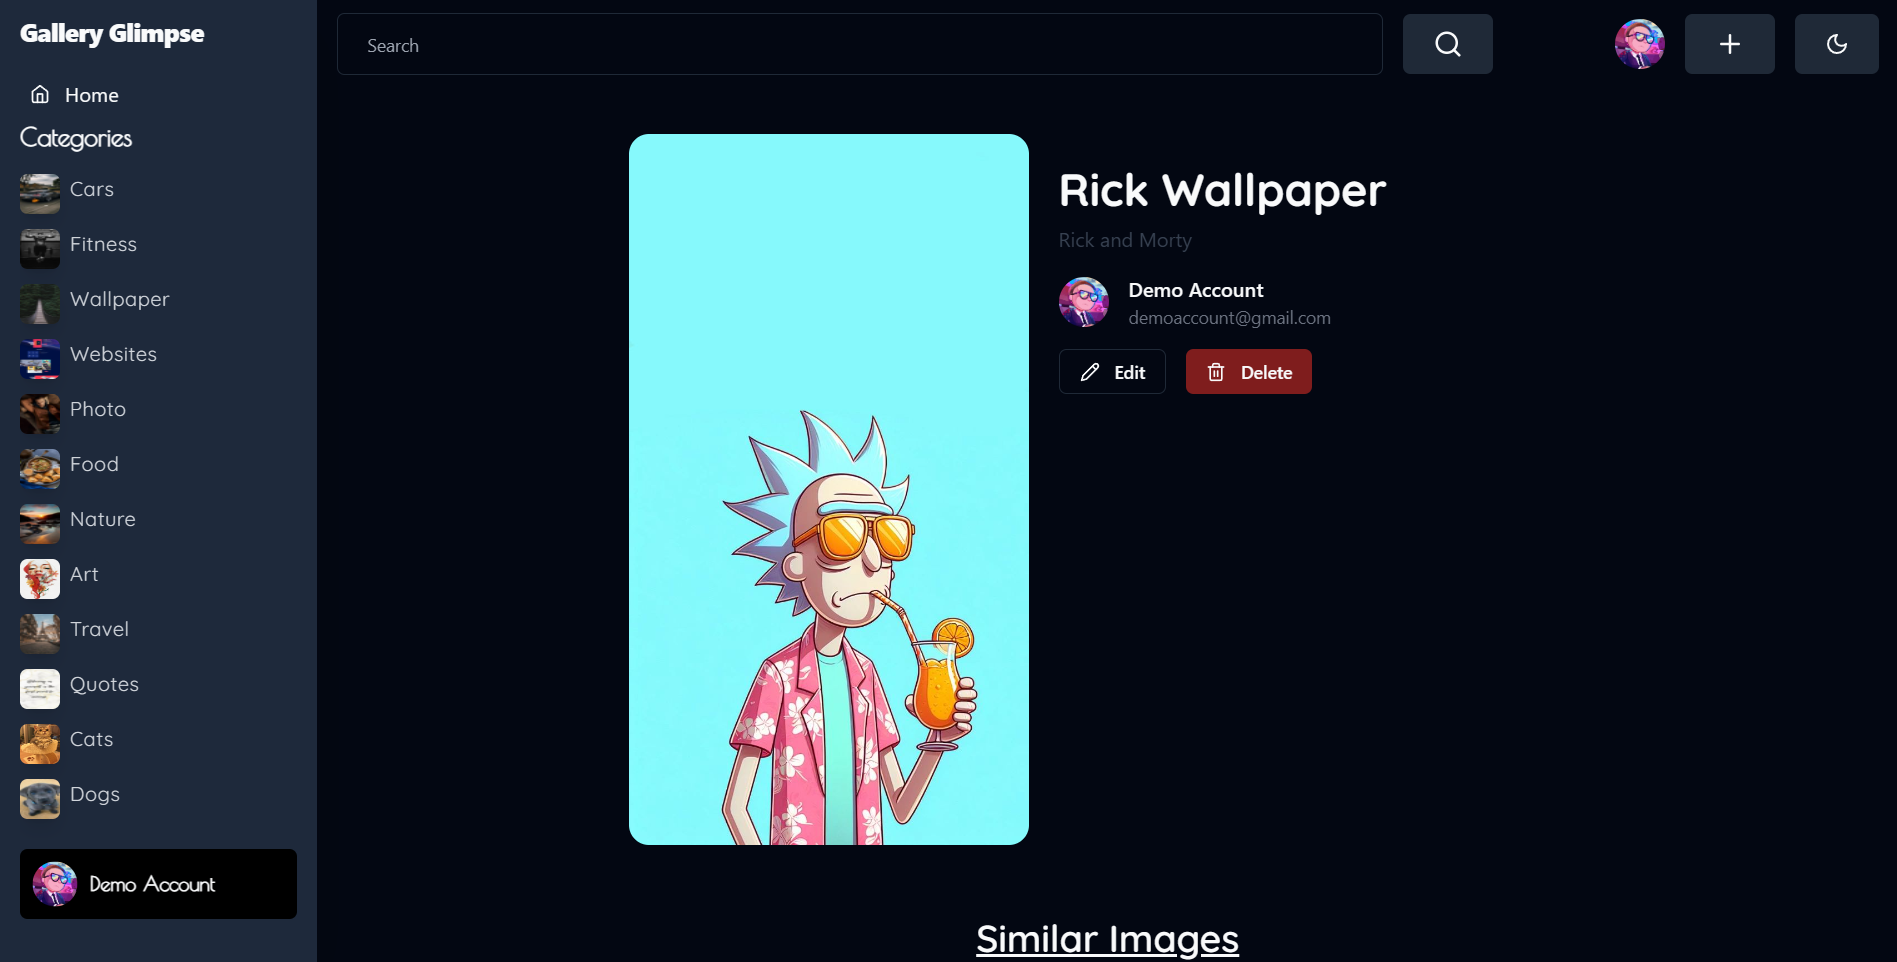 Gallery Glimpse
Search
Home
Categories
Cars
Fitness
Wallpaper
Websites
Photo
Food
Nature
Art
Travel
Quotes
Cats
Dogs
Demo Account
Rick Wallpaper
Rick and Morty
Demo Account
demoaccount@gmail.com
Edit
Delete
Similar Images